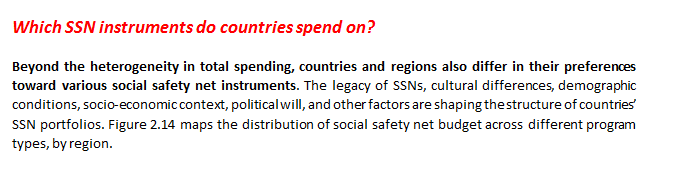 Which SSN instruments do countries spend on?
Beyond the heterogeneity in total spending, countries and regions also differ in their preferences
toward various social safety net instruments. The legacy of SSNs, cultural differences, demographic
conditions, socio-economic context, political will, and other factors are shaping the structure of countries’
SSN portfolios. Figure 2.14 maps the distribution of social safety net budget across different program
types, by region.